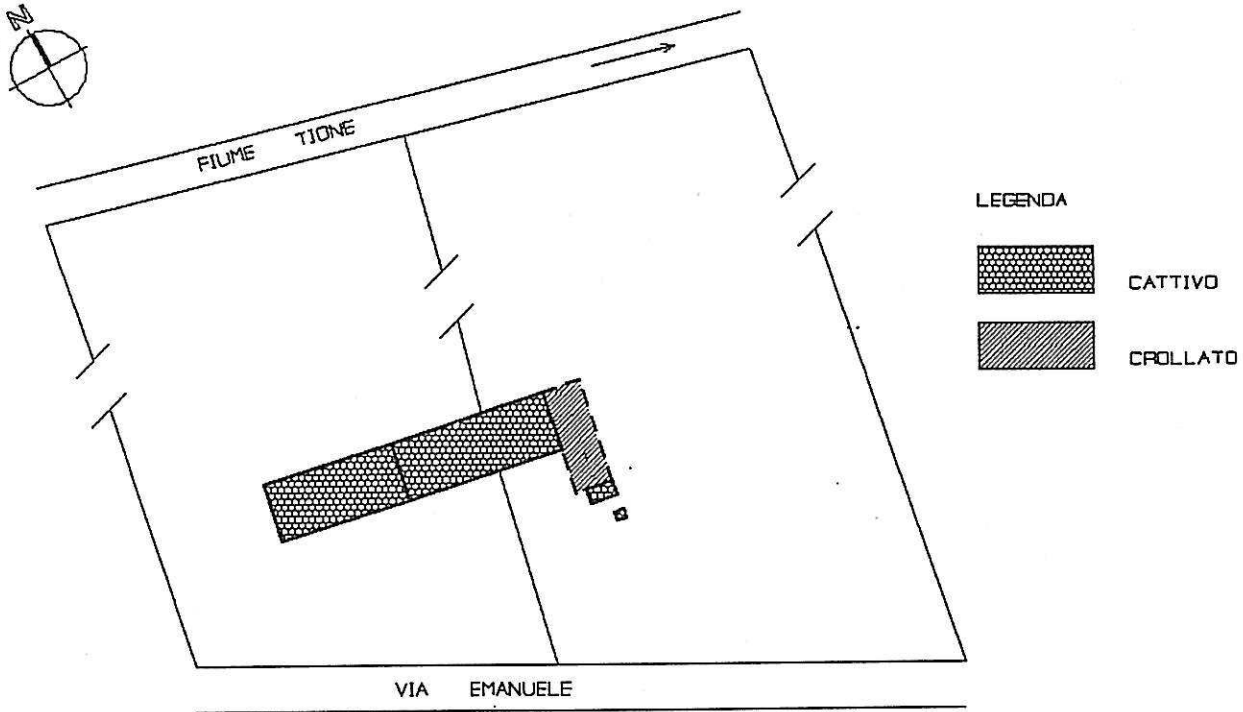 N
FIUME TIONE
LEGENDA
CATTIVO
CROLLATO
VIA EMANUELE